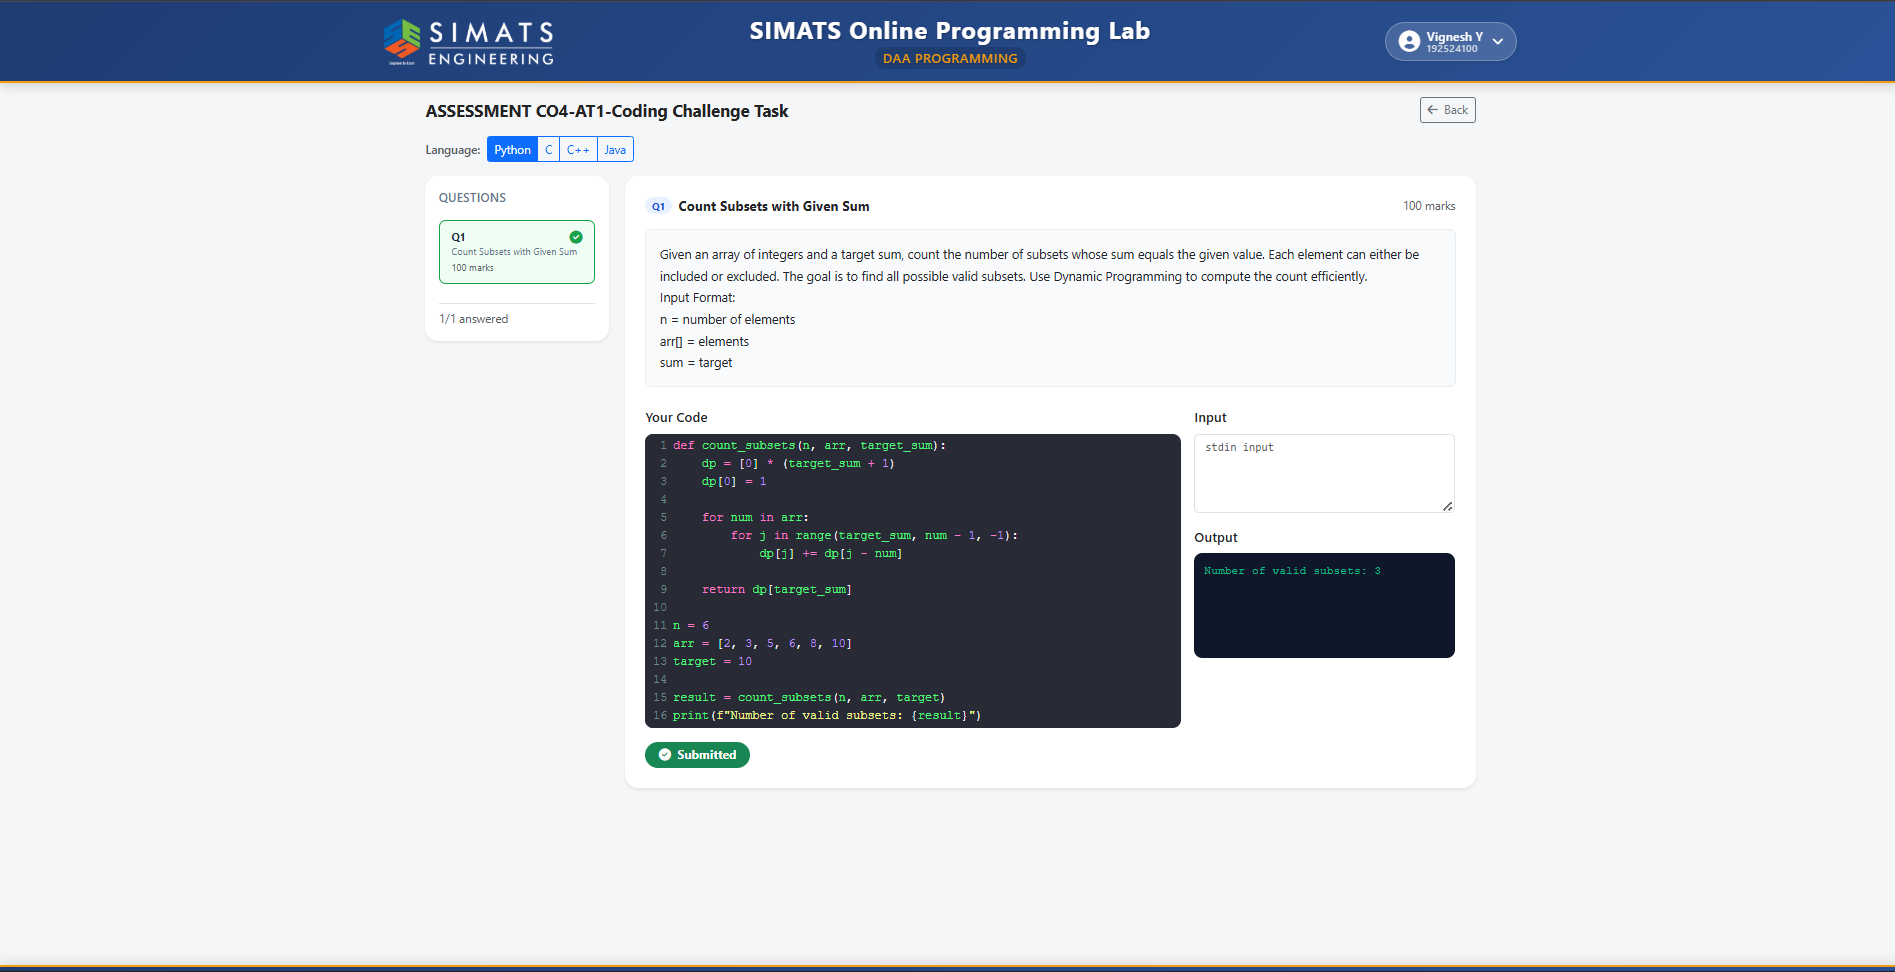 SIMATS
ENGINEERING
SIMATS Online Programming Lab
DAA PROGRAMMING
Vignesh Y
192524100
ASSESSMENT CO4-AT1-Coding Challenge Task
Back
Language: Python C C++ Java
QUESTIONS
Q1
Count Subsets with Given Sum
100 marks
1/1 answered
Q1 Count Subsets with Given Sum 100 marks
Given an array of integers and a target sum, count the number of subsets whose sum equals the given value. Each element can either be
included or excluded. The goal is to find all possible valid subsets. Use Dynamic Programming to compute the count efficiently.
Input Format:
n = number of elements
arr[] = elements
sum = target
Your Code
1 def count_subsets(n, arr, target_sum):
2     dp = [0] * (target_sum + 1)
3     dp[0] = 1
4
5     for num in arr:
6         for j in range(target_sum, num - 1, -1):
7             dp[j] += dp[j - num]
8
9     return dp[target_sum]
10
11 n = 6
12 arr = [2, 3, 5, 6, 8, 10]
13 target = 10
14
15 result = count_subsets(n, arr, target)
16 print(f"Number of valid subsets: {result}")
Submitted
Input
stdin input
Output
Number of valid subsets: 3